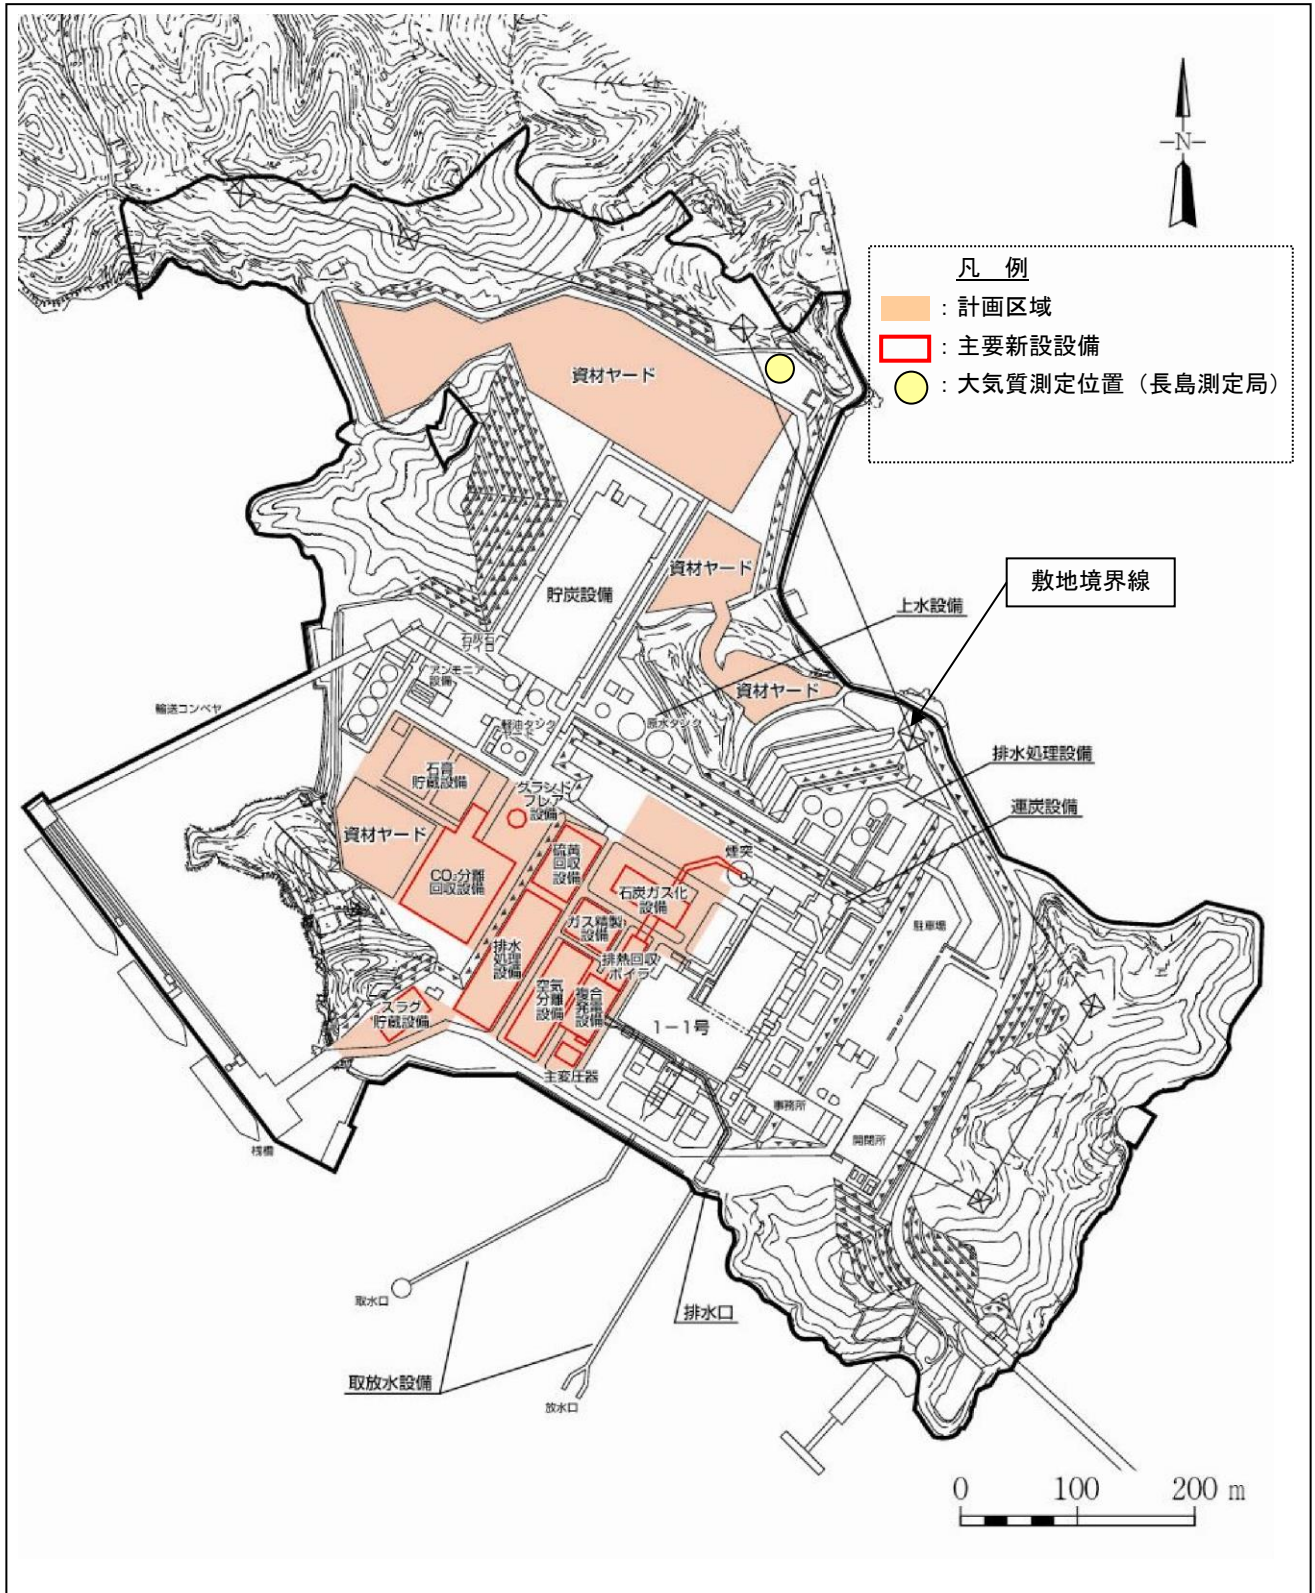 N
凡　例
：計画区域
：主要新設設備
：大気質測定位置（長島測定局）
資材ヤード
敷地境界線
資材ヤード
貯炭設備
上水設備
石灰石
サイロ
アンモニア
設備
資材ヤード
輸送コンベヤ
軽油タンク
原水タンク
排水処理設備
石膏
貯蔵設備
グランド
フレア
設備
運炭設備
資材ヤード
硫黄
回収
設備
煙突
CO₂分離
回収設備
石炭ガス化
設備
ガス精製
設備
駐車場
排水
処理
設備
排熱回収
ボイラ
空気
分離
設備
複合
発電
設備
スラグ
貯蔵設備
1－1号
主変圧器
事務所
開閉所
桟橋
取水口
排水口
取放水設備
放水口
0 100 200 m